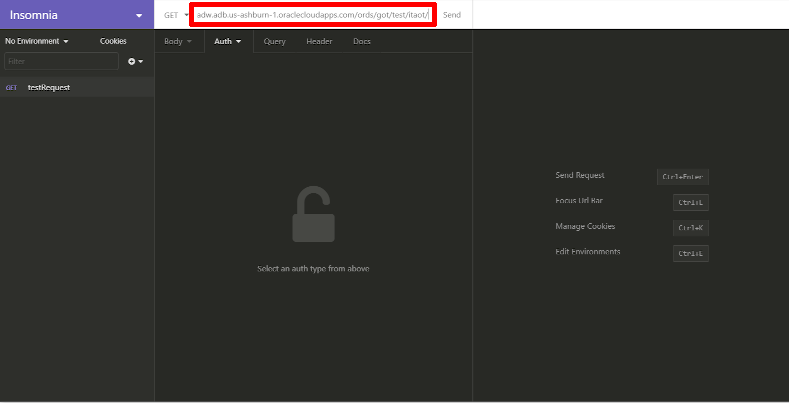 Insomnia
GET
adw.adb.us-ashburn-1.oraclecloudapps.com/ords/got/test/itaot/
Send
No Environment
Cookies
Body
Auth
Query
Header
Docs
Filter
GET testRequest
Select an auth type from above
Send Request Ctrl+Enter
Focus Url Bar Ctrl+L
Manage Cookies Ctrl+K
Edit Environments Ctrl+E